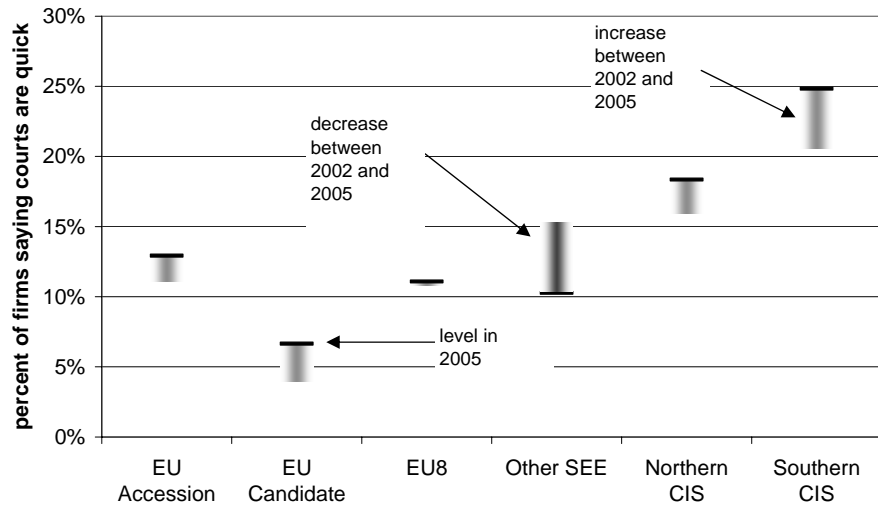 percent of firms saying courts are quick
30%
25%
20%
15%
10%
5%
0%
increase
between
2002 and
2005
decrease
between
2002 and
2005
level in
2005
EU
Accession
EU
Candidate
EU8
Other SEE
Northern
CIS
Southern
CIS